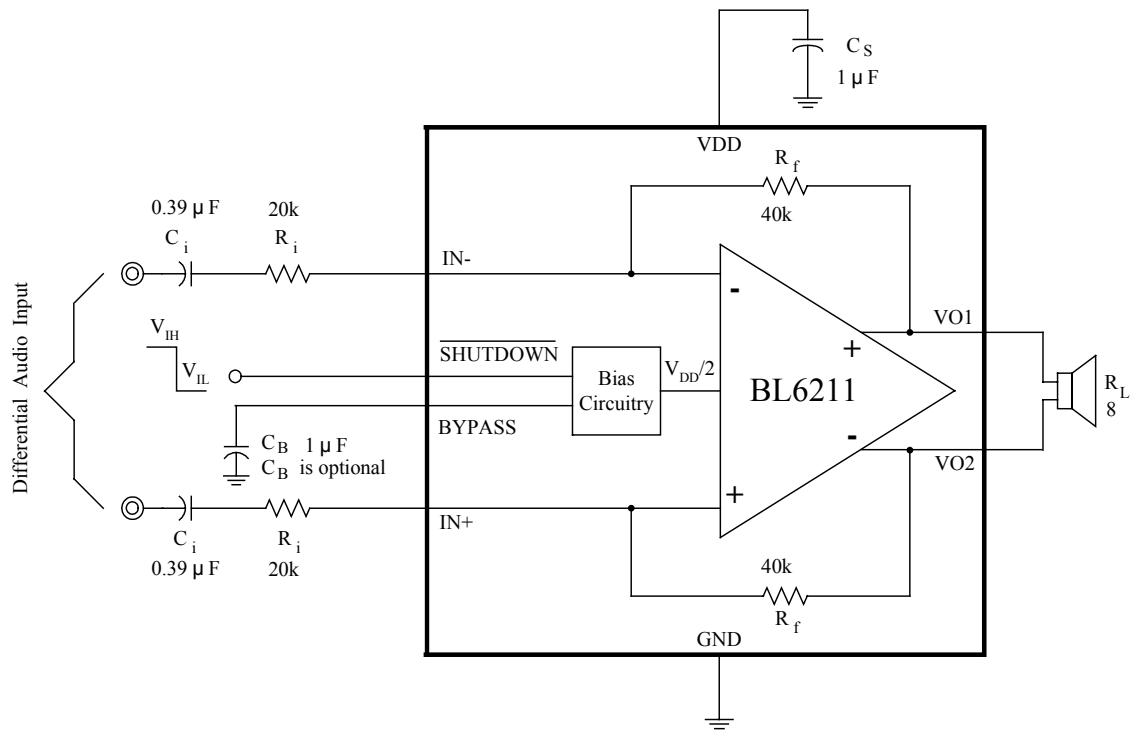 C S
1 μ F
VDD
R f
40k
0.39 μ F
20k
C i
R i
IN-
-
Differential Audio Input
V IH
V IL
SHUTDOWN
Bias
Circuitry
V DD/2
BYPASS
BL6211
+
-
VO1
R L
8
VO2
C B 1 μ F
C B is optional
+
IN+
C i
R i
0.39 μ F
20k
40k
R f
GND